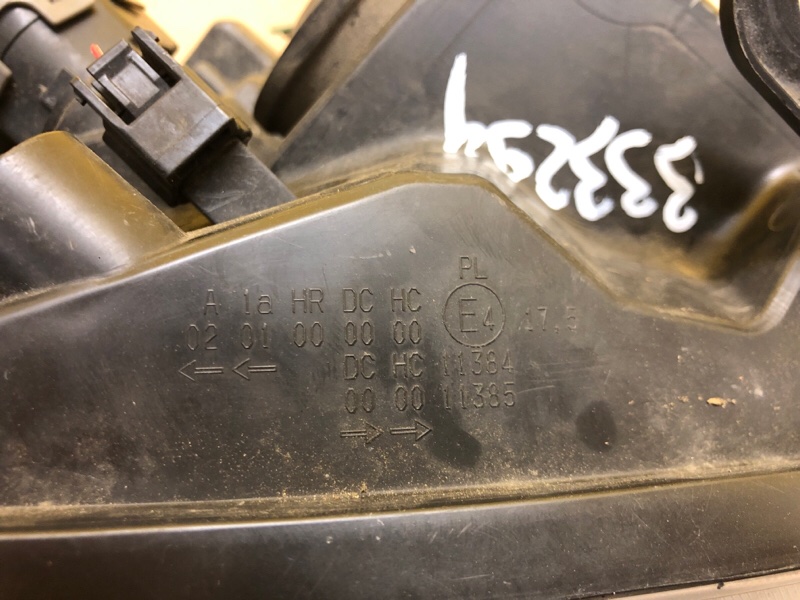 PL
A 1a HR DC HC E4 17.5
02 01 00 00 00
← ← DC HC 11384
00 00 11385
→ →